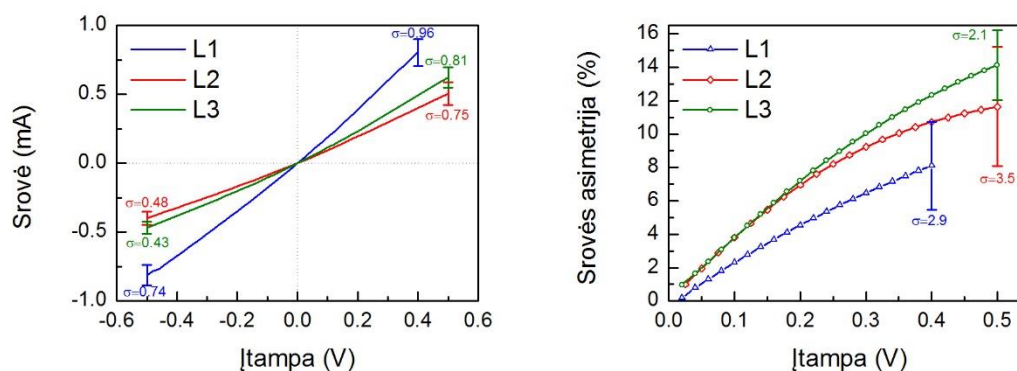 1.0
0.5
0.0
-0.5
-1.0
Srovė (mA)
L1
L2
L3
σ=0.96
σ=0.81
σ=0.75
σ=0.48
σ=0.43
σ=0.74
-0.6 -0.4 -0.2 0.0 0.2 0.4 0.6
Įtampa (V)
16
14
12
10
8
6
4
2
0
Srovės asimetrija (%)
L1
L2
L3
σ=2.1
σ=3.5
σ=2.9
0.0 0.1 0.2 0.3 0.4 0.5
Įtampa (V)